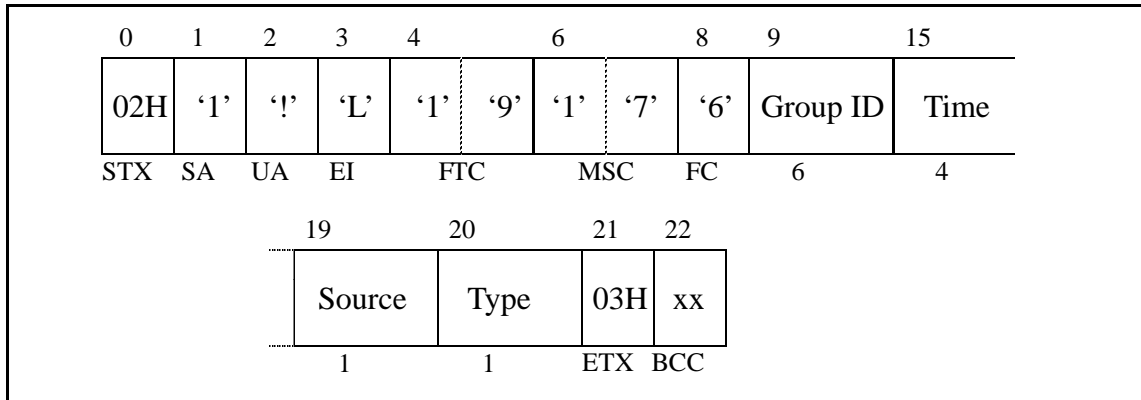 0 1 2 3 4 6 8 9 15
02H ‘1’ ‘!’ ‘L’ ‘1’ ‘9’ ‘1’ ‘7’ ‘6’ Group ID Time
STX SA UA EI FTC MSC FC 6 4
19 20 21 22
Source Type 03H xx
1 1 ETX BCC